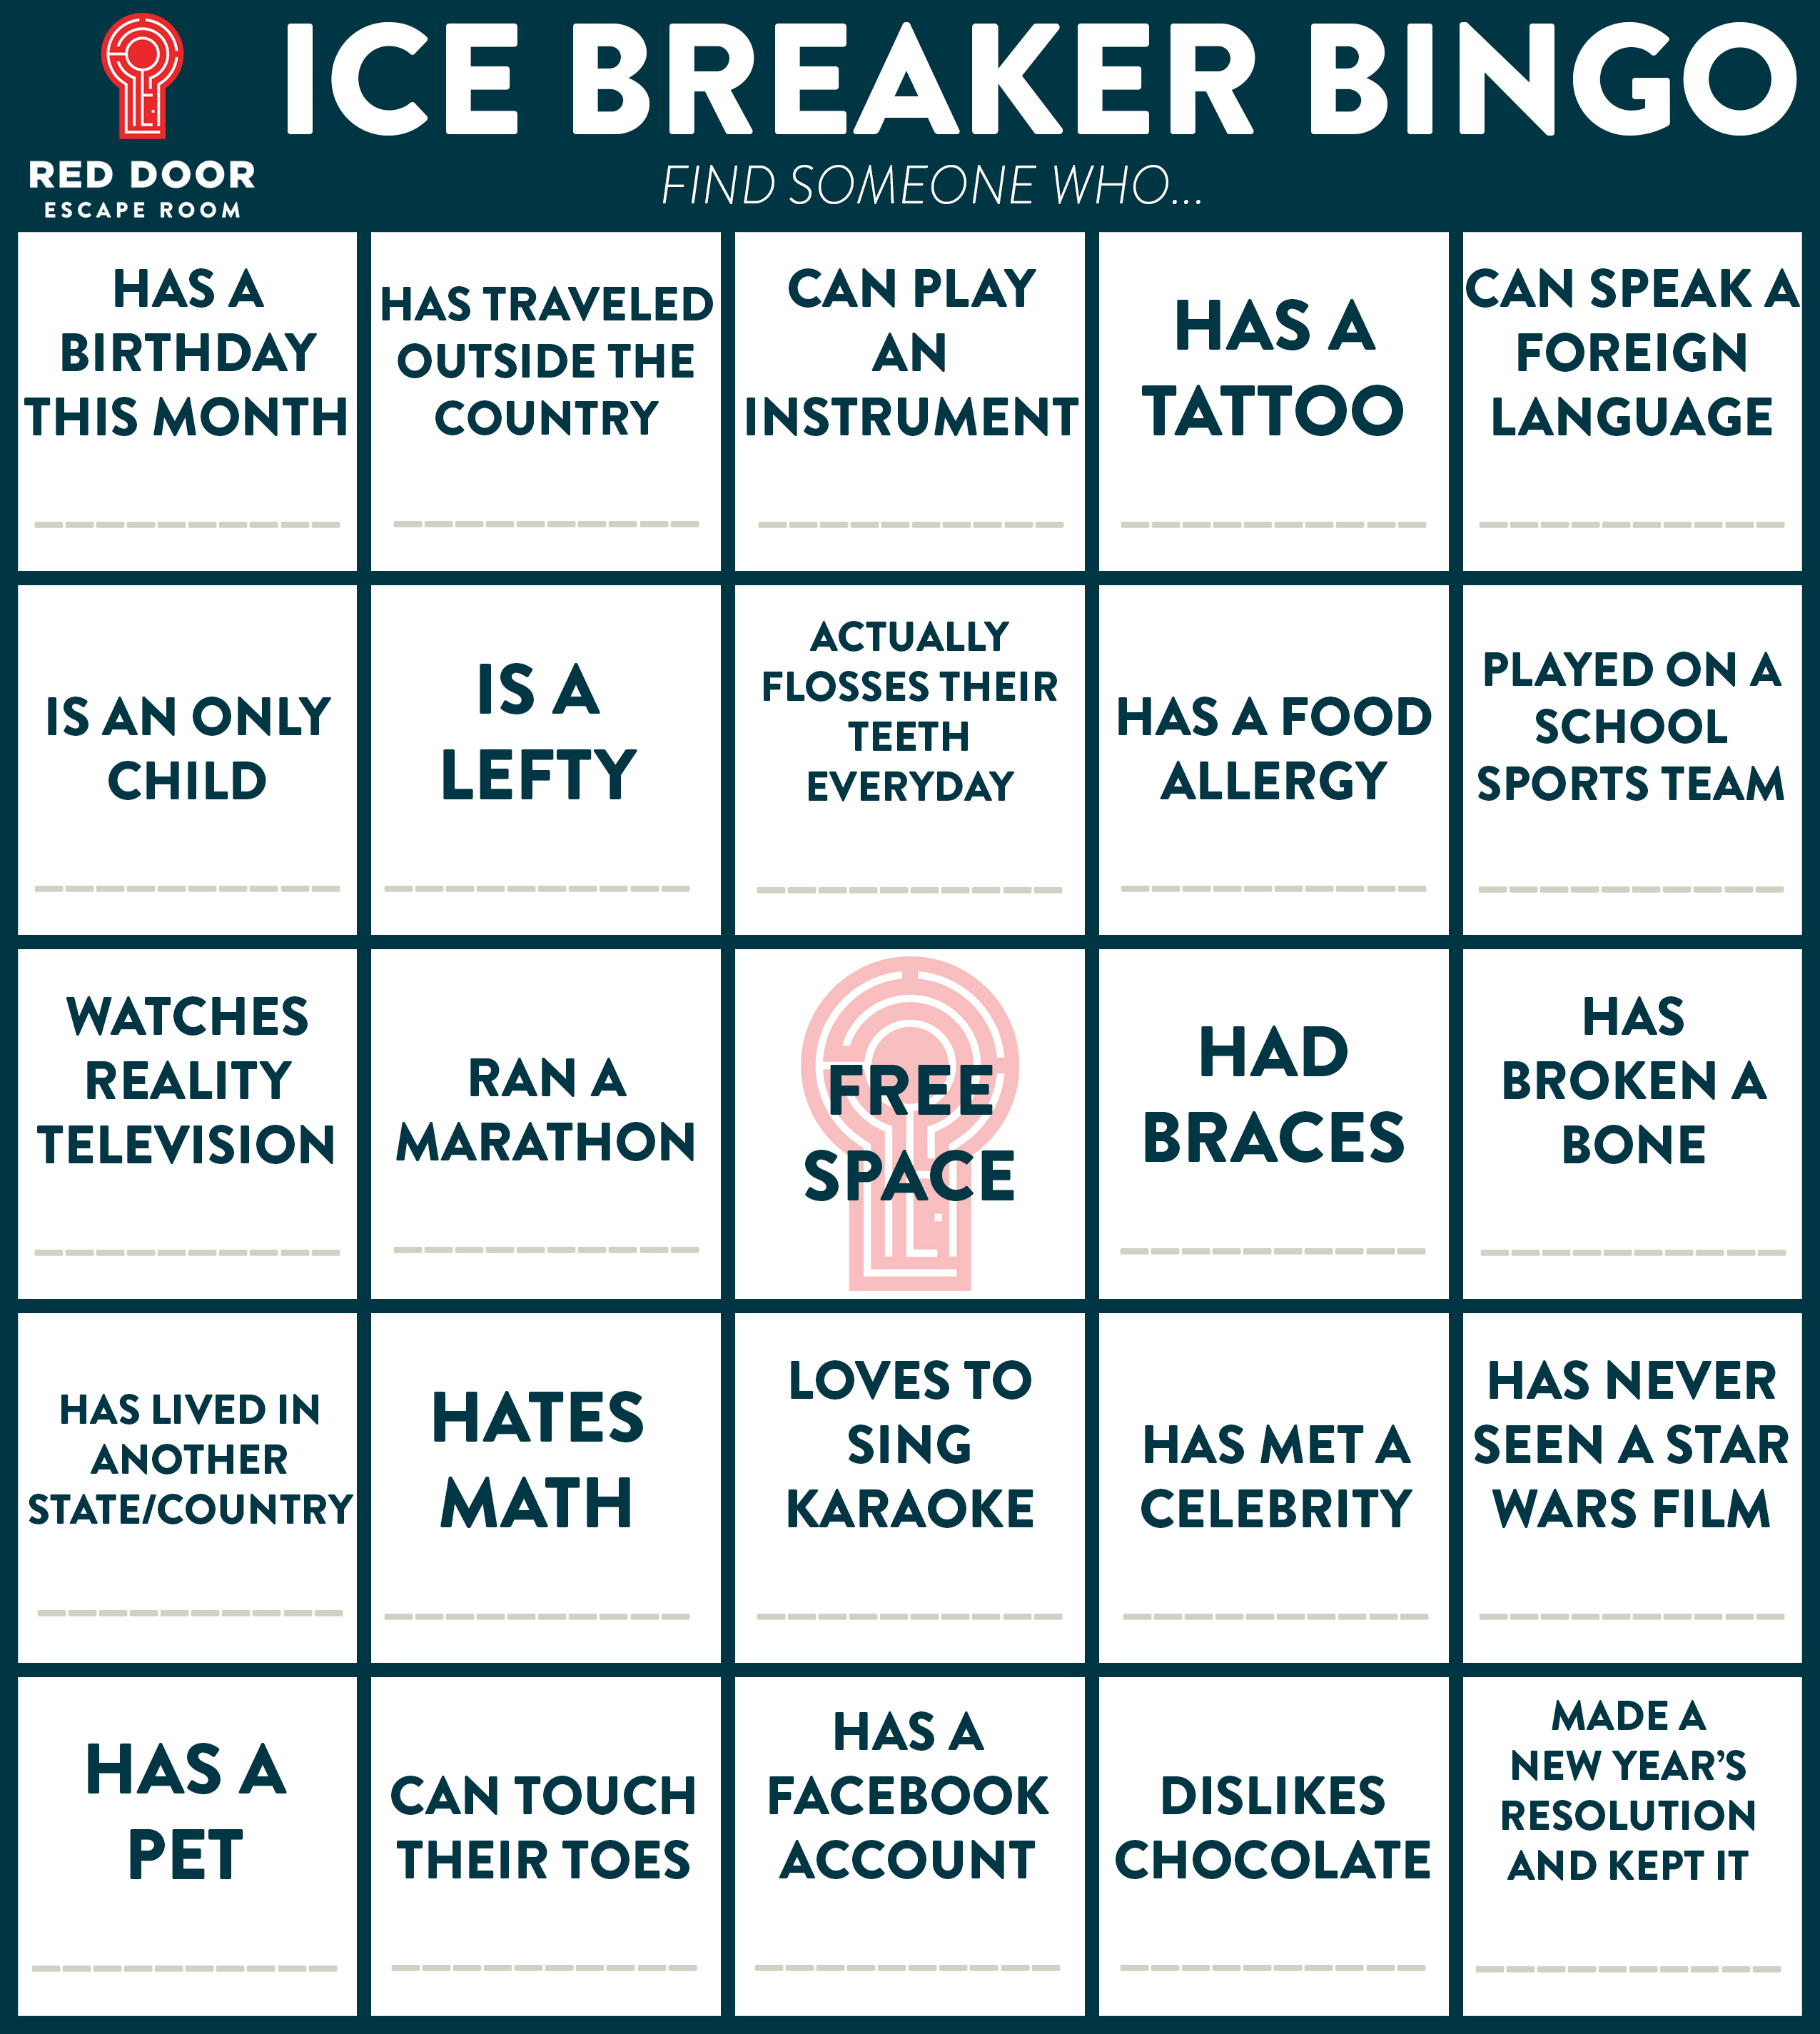 ICE BREAKER BINGO
RED DOOR
ESCAPE ROOM
FIND SOMEONE WHO...
HAS A
BIRTHDAY
THIS MONTH
HAS TRAVELED
OUTSIDE THE
COUNTRY
CAN PLAY
AN
INSTRUMENT
HAS A
TATTOO
CAN SPEAK A
FOREIGN
LANGUAGE
IS AN ONLY
CHILD
IS A
LEFTY
ACTUALLY
FLOSSES THEIR
TEETH
EVERYDAY
HAS A FOOD
ALLERGY
PLAYED ON A
SCHOOL
SPORTS TEAM
WATCHES
REALITY
TELEVISION
RAN A
MARATHON
FREE
SPACE
HAD
BRACES
HAS
BROKEN A
BONE
HAS LIVED IN
ANOTHER
STATE/COUNTRY
HATES
MATH
LOVES TO
SING
KARAOKE
HAS MET A
CELEBRITY
HAS NEVER
SEEN A STAR
WARS FILM
HAS A
PET
CAN TOUCH
THEIR TOES
HAS A
FACEBOOK
ACCOUNT
DISLIKES
CHOCOLATE
MADE A
NEW YEAR’S
RESOLUTION
AND KEPT IT